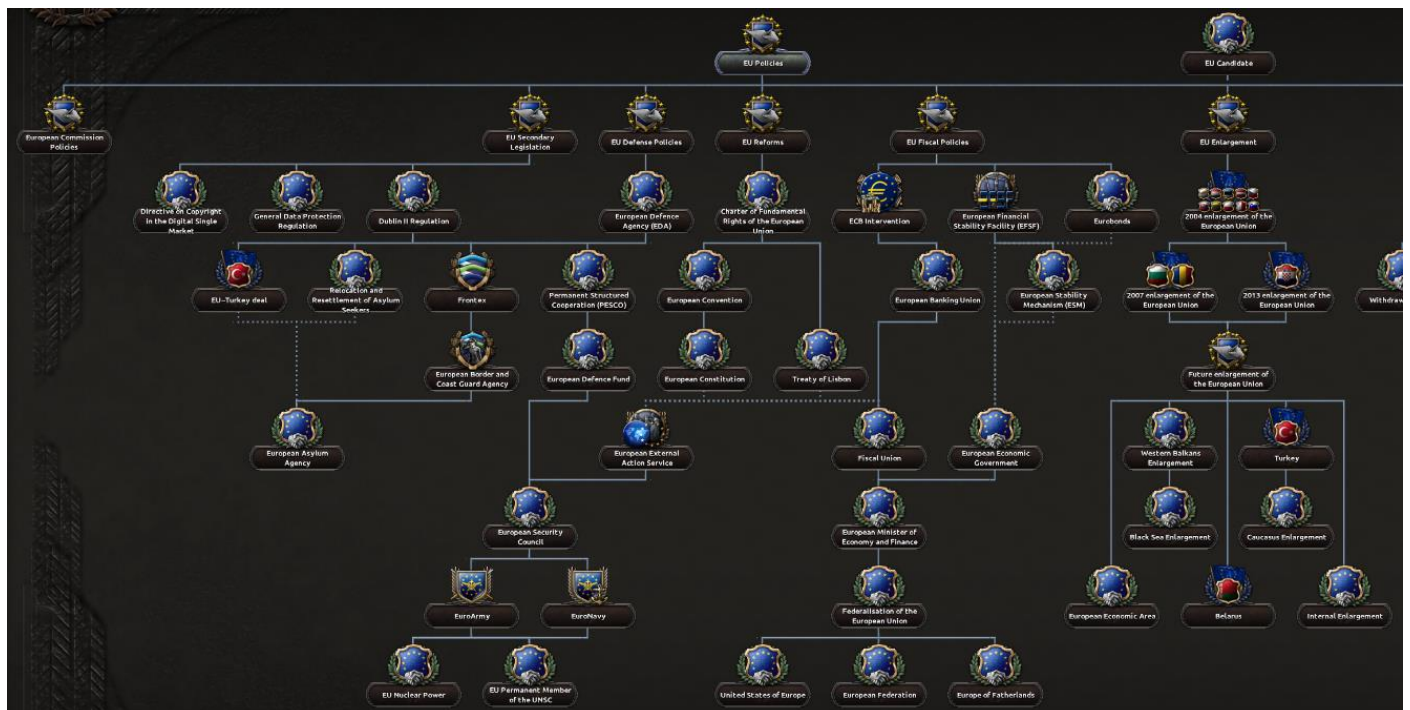 EU Policies
EU Candidate
European Commission
Policies
EU Secondary
Legislation
EU Defense Policies
EU Reforms
EU Fiscal Policies
EU Enlargement
Directive on Copyright
in the Digital Single
Market
General Data Protection
Regulation
Dublin II Regulation
European Defence
Agency (EDA)
Charter of Fundamental
Rights of the European
Union
ECB Intervention
European Financial
Stability Facility (EFSF)
Eurobonds
2004 enlargement of the
European Union
EU-Turkey deal
Relocation and
Resettlement of Asylum
Seekers
Frontex
Permanent Structured
Cooperation (PESCO)
European Convention
European Banking Union
European Stability
Mechanism (ESM)
2007 enlargement of the
European Union
2013 enlargement of the
European Union
Withdraw
European Border and
Coast Guard Agency
European Defence Fund
European Constitution
Treaty of Lisbon
Future enlargement of
the European Union
European Asylum
Agency
European External
Action Service
Fiscal Union
European Economic
Government
Western Balkans
Enlargement
Turkey
European Security
Council
European Minister of
Economy and Finance
Black Sea Enlargement
Caucasus Enlargement
EuroArmy
EuroNavy
Federalisation of the
European Union
European Economic Area
Belarus
Internal Enlargement
EU Nuclear Power
EU Permanent Member
of the UNSC
United States of Europe
European Federation
Europe of Fatherlands